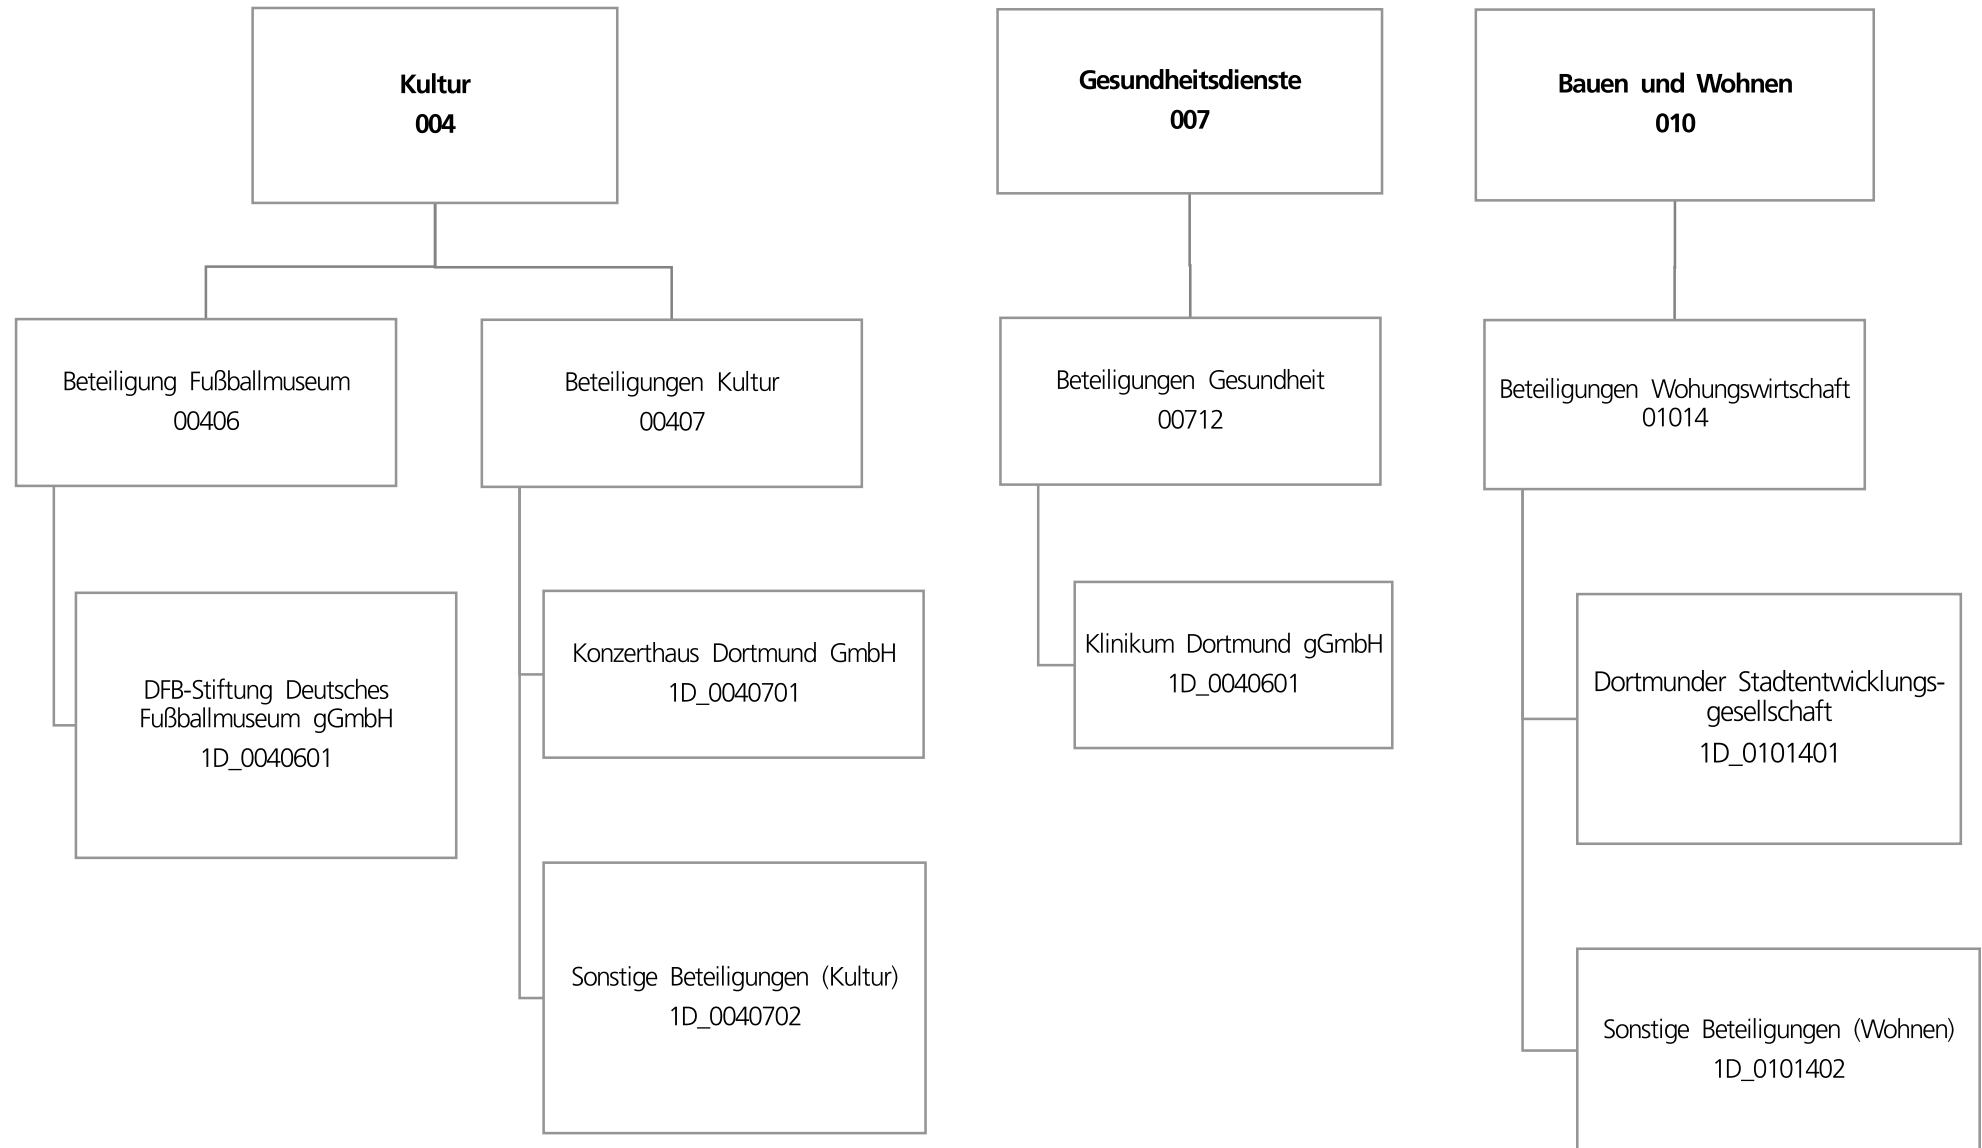 Kultur
004
Gesundheitsdienste
007
Bauen und Wohnen
010
Beteiligung Fußballmuseum
00406
Beteiligungen Kultur
00407
Beteiligungen Gesundheit
00712
Beteiligungen Wohungswirtschaft
01014
DFB-Stiftung Deutsches
Fußballmuseum gGmbH
1D_0040601
Konzerthaus Dortmund GmbH
1D_0040701
Klinikum Dortmund gGmbH
1D_0040601
Dortmunder Stadtentwicklungs-
gesellschaft
1D_0101401
Sonstige Beteiligungen (Kultur)
1D_0040702
Sonstige Beteiligungen (Wohnen)
1D_0101402